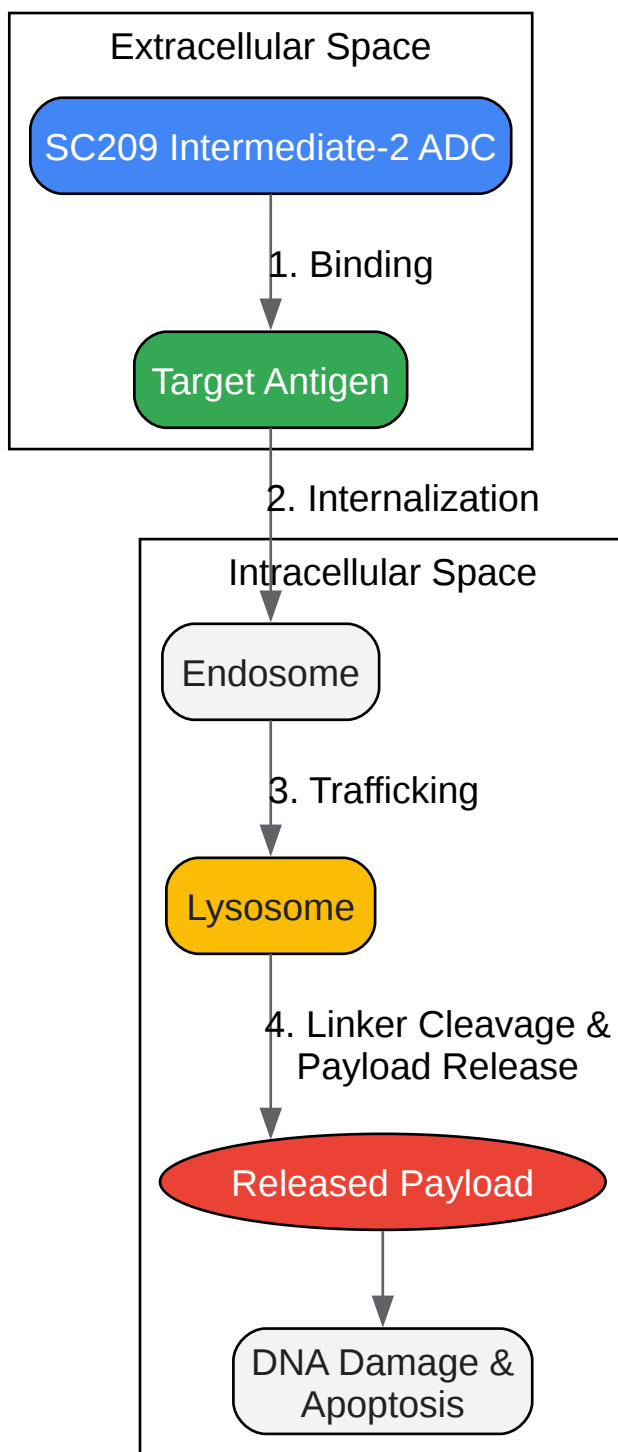 Extracellular Space
SC209 Intermediate-2 ADC
1. Binding
Target Antigen
2. Internalization
Intracellular Space
Endosome
3. Trafficking
Lysosome
4. Linker Cleavage &
Payload Release
Released Payload
DNA Damage &
Apoptosis